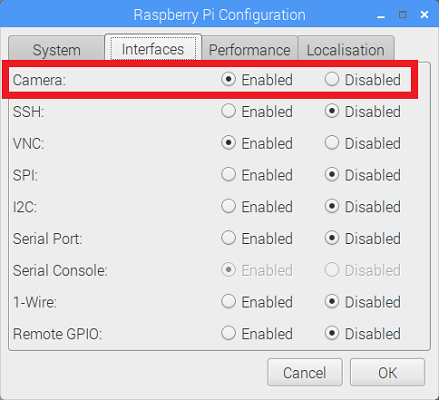 Raspberry Pi Configuration
System Interfaces Performance Localisation
Camera: Enabled Disabled
SSH: Enabled Disabled
VNC: Enabled Disabled
SPI: Enabled Disabled
I2C: Enabled Disabled
Serial Port: Enabled Disabled
Serial Console: Enabled Disabled
1-Wire: Enabled Disabled
Remote GPIO: Enabled Disabled
Cancel OK